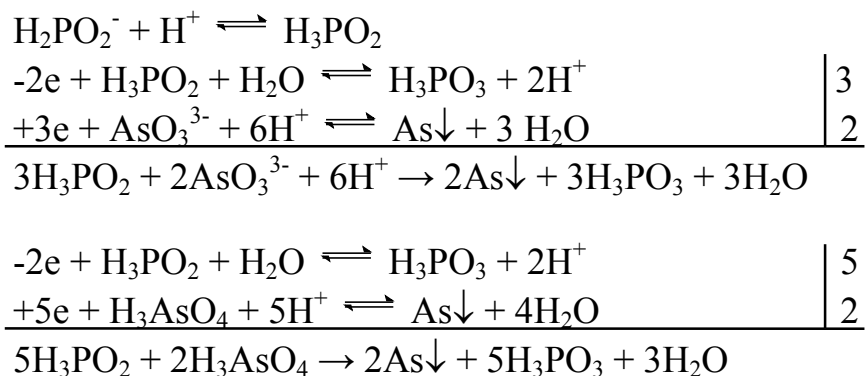 H₂PO₂⁻ + H⁺ ⇌ H₃PO₂
-2e + H₃PO₂ + H₂O ⇌ H₃PO₃ + 2H⁺ | 3
+3e + AsO₃³⁻ + 6H⁺ ⇌ As↓ + 3 H₂O | 2
3H₃PO₂ + 2AsO₃³⁻ + 6H⁺ → 2As↓ + 3H₃PO₃ + 3H₂O
-2e + H₃PO₂ + H₂O ⇌ H₃PO₃ + 2H⁺ | 5
+5e + H₃AsO₄ + 5H⁺ ⇌ As↓ + 4H₂O | 2
5H₃PO₂ + 2H₃AsO₄ → 2As↓ + 5H₃PO₃ + 3H₂O